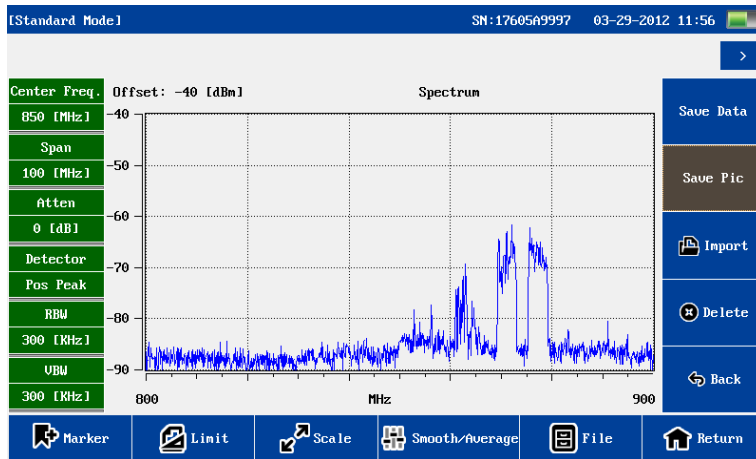 [Standard Mode] SN:17605A9997 03-29-2012 11:56
>
Center Freq.
850 [MHz]
Span
100 [MHz]
Atten
0 [dB]
Detector
Pos Peak
RBW
300 [KHz]
VBW
300 [KHz]
Offset: -40 [dBm] Spectrum
-40
-50
-60
-70
-80
-90
800 MHz 900
Save Data
Save Pic
Import
Delete
Back
Marker Limit Scale Smooth/Average File Return